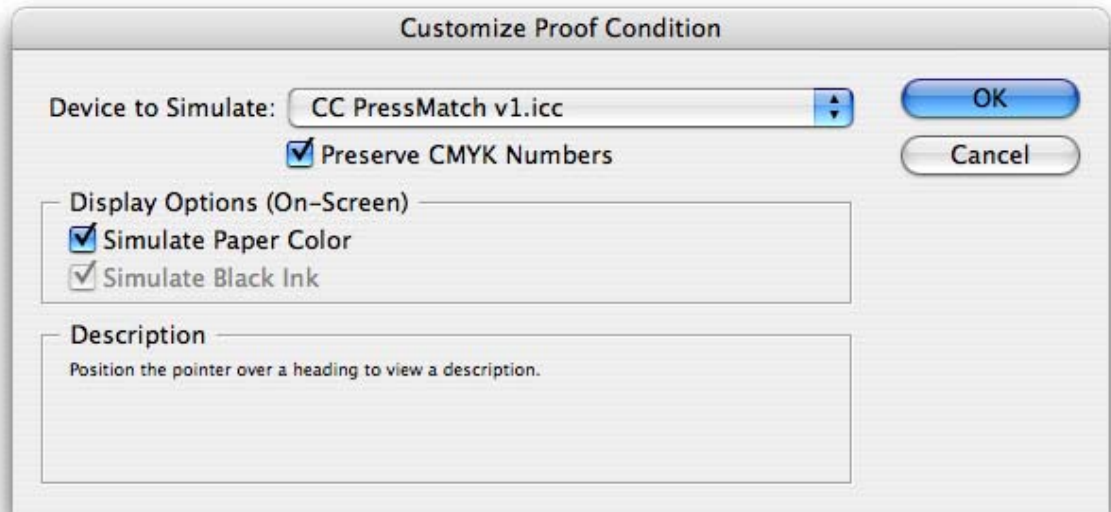 Customize Proof Condition
Device to Simulate: CC PressMatch v1.icc
OK
Preserve CMYK Numbers
Cancel
Display Options (On-Screen)
Simulate Paper Color
Simulate Black Ink
Description
Position the pointer over a heading to view a description.